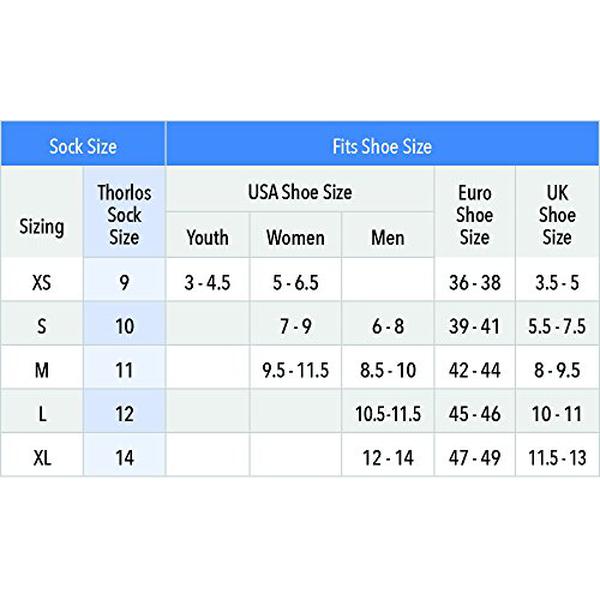 Sock Size Fits Shoe Size
Sizing Thorlos Sock Size USA Shoe Size Euro Shoe Size UK Shoe Size
Youth Women Men
XS 9 3 - 4.5 5 - 6.5 36 - 38 3.5 - 5
S 10 7 - 9 6 - 8 39 - 41 5.5 - 7.5
M 11 9.5 - 11.5 8.5 - 10 42 - 44 8 - 9.5
L 12 10.5-11.5 45 - 46 10 - 11
XL 14 12 - 14 47 - 49 11.5 - 13